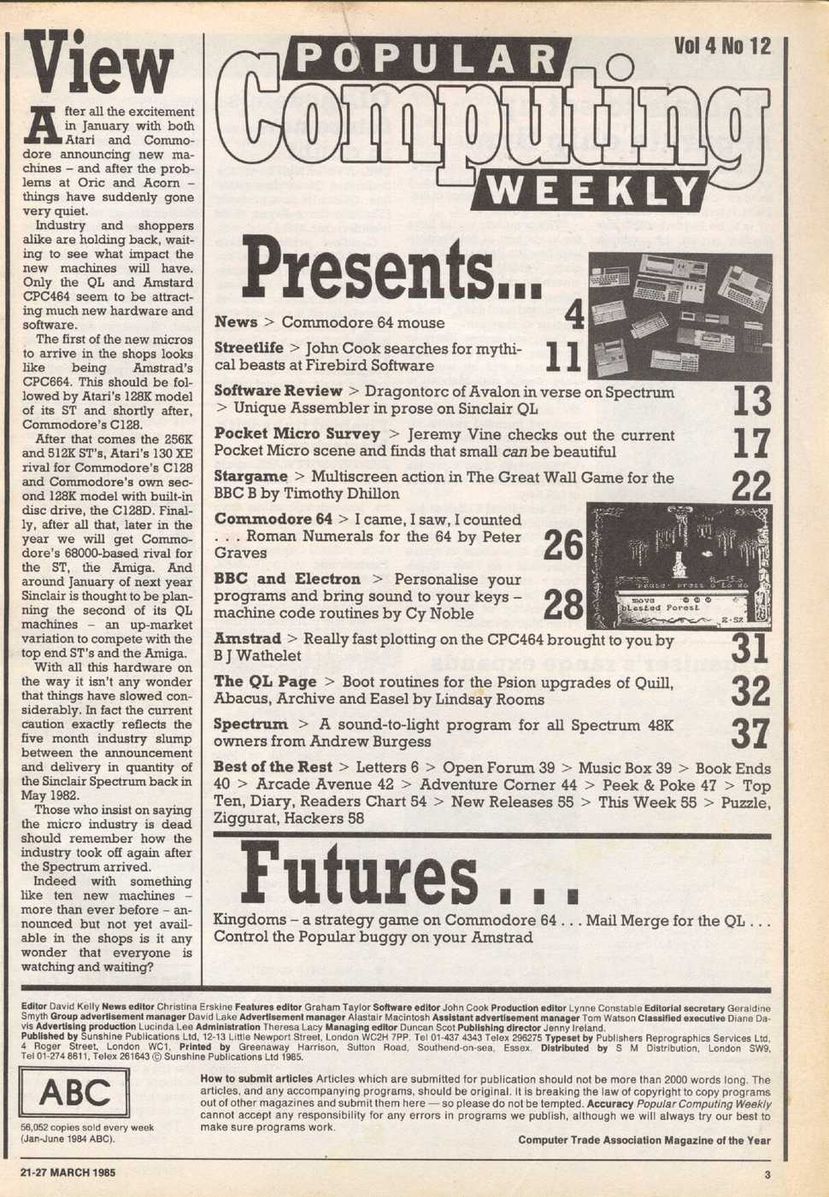 View
After all the excitement
in January with both
Atari and Commo-
dore announcing new ma-
chines – and after the prob-
lems at Oric and Acorn –
things have suddenly gone
very quiet.
Industry and shoppers
alike are holding back, wait-
ing to see what impact the
new machines will have.
Only the QL and Amstard
CPC464 seem to be attract-
ing much new hardware and
software.
The first of the new micros
to arrive in the shops looks
like being Amstrad's
CPC664. This should be fol-
lowed by Atari's 128K model
of its ST and shortly after,
Commodore's C128.
After that comes the 256K
and 512K ST's, Atari's 130 XE
rival for Commodore's C128
and Commodore's own sec-
ond 128K model with built-in
disc drive, the C128D. Final-
ly, after all that, later in the
year we will get Commo-
dore's 68000-based rival for
the ST, the Amiga. And
around January of next year
Sinclair is thought to be plan-
ning the second of its QL
machines – an up-market
variation to compete with the
top end ST's and the Amiga.
With all this hardware on
the way it isn't any wonder
that things have slowed con-
siderably. In fact the current
caution exactly reflects the
five month industry slump
between the announcement
and delivery in quantity of
the Sinclair Spectrum back in
May 1982.
Those who insist on saying
the micro industry is dead
should remember how the
industry took off again after
the Spectrum arrived.
Indeed with something
like ten new machines –
more than ever before – an-
nounced but not yet avail-
able in the shops is it any
wonder that everyone is
watching and waiting?
Vol 4 No 12
POPULAR
Computing
WEEKLY
Presents...
News > Commodore 64 mouse 4
Streetlife > John Cook searches for mythi-
cal beasts at Firebird Software 11
Software Review > Dragontorc of Avalon in verse on Spectrum
> Unique Assembler in prose on Sinclair QL 13
Pocket Micro Survey > Jeremy Vine checks out the current
Pocket Micro scene and finds that small can be beautiful 17
Stargame > Multiscreen action in The Great Wall Game for the
BBC B by Timothy Dhillon 22
Commodore 64 > I came, I saw, I counted
. . . Roman Numerals for the 64 by Peter
Graves 26
BBC and Electron > Personalise your
programs and bring sound to your keys –
machine code routines by Cy Noble 28
move
blasted Forest
Amstrad > Really fast plotting on the CPC464 brought to you by
B J Wathelet 31
The QL Page > Boot routines for the Psion upgrades of Quill,
Abacus, Archive and Easel by Lindsay Rooms 32
Spectrum > A sound-to-light program for all Spectrum 48K
owners from Andrew Burgess 37
Best of the Rest > Letters 6 > Open Forum 39 > Music Box 39 > Book Ends
40 > Arcade Avenue 42 > Adventure Corner 44 > Peek & Poke 47 > Top
Ten, Diary, Readers Chart 54 > New Releases 55 > This Week 55 > Puzzle,
Ziggurat, Hackers 58
Futures . . .
Kingdoms – a strategy game on Commodore 64 . . . Mail Merge for the QL . . .
Control the Popular buggy on your Amstrad
Editor David Kelly News editor Christina Erskine Features editor Graham Taylor Software editor John Cook Production editor Lynne Constable Editorial secretary Geraldine
Smyth Group advertisement manager David Lake Advertisement manager Alastair Macintosh Assistant advertisement manager Tom Watson Classified executive Diane Da-
vis Advertising production Lucinda Lee Administration Theresa Lacy Managing editor Duncan Scot Publishing director Jenny Ireland.
Published by Sunshine Publications Ltd, 12-13 Little Newport Street, London WC2H 7PP. Tel 01-437 4343 Telex 296275 Typeset by Publishers Reprographics Services Ltd,
4 Roger Street, London WC1. Printed by Greenaway Harrison, Sutton Road, Southend-on-sea, Essex. Distributed by S M Distribution, London SW9,
Tel 01-274 8611, Telex 261643 © Sunshine Publications Ltd 1985.
ABC
56,052 copies sold every week
(Jan-June 1984 ABC).
How to submit articles Articles which are submitted for publication should not be more than 2000 words long. The
articles, and any accompanying programs, should be original. It is breaking the law of copyright to copy programs
out of other magazines and submit them here — so please do not be tempted. Accuracy Popular Computing Weekly
cannot accept any responsibility for any errors in programs we publish, although we will always try our best to
make sure programs work.
Computer Trade Association Magazine of the Year
21-27 MARCH 1985
3